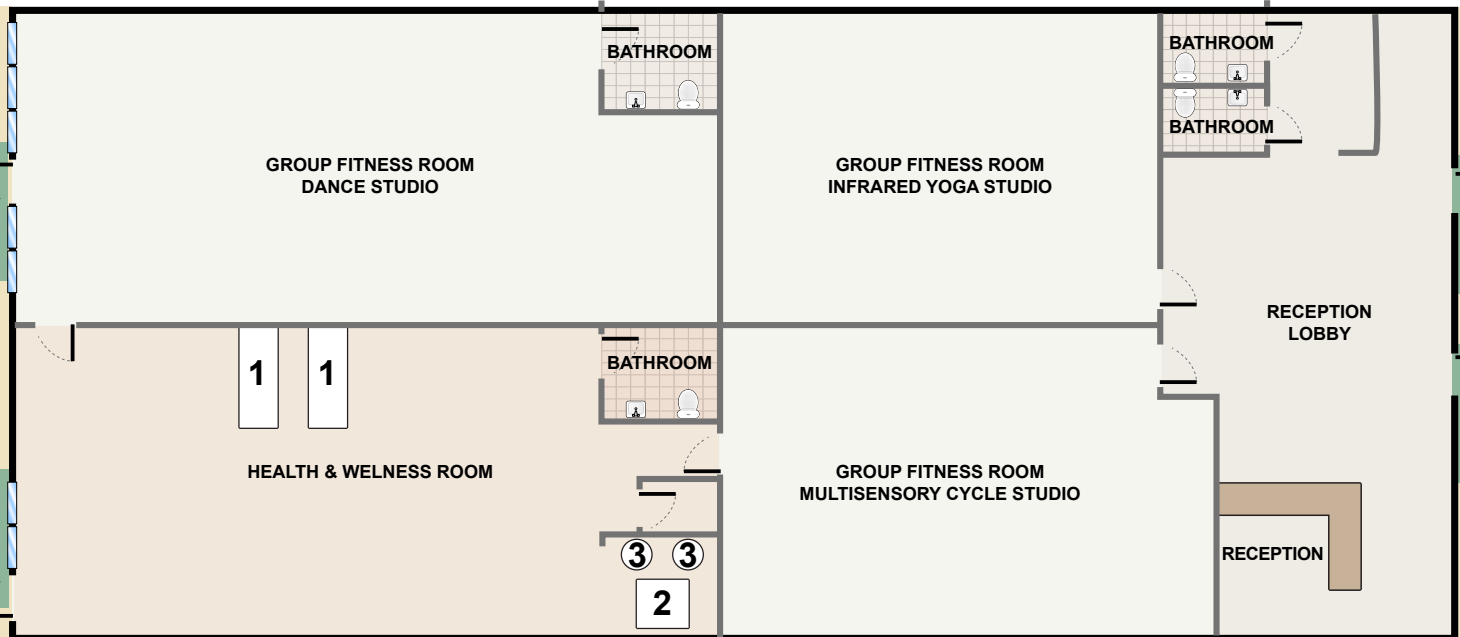 BATHROOM
BATHROOM
BATHROOM
GROUP FITNESS ROOM
DANCE STUDIO
GROUP FITNESS ROOM
INFRARED YOGA STUDIO
RECEPTION
LOBBY
1
1
BATHROOM
HEALTH & WELNESS ROOM
GROUP FITNESS ROOM
MULTISENSORY CYCLE STUDIO
3
3
RECEPTION
2